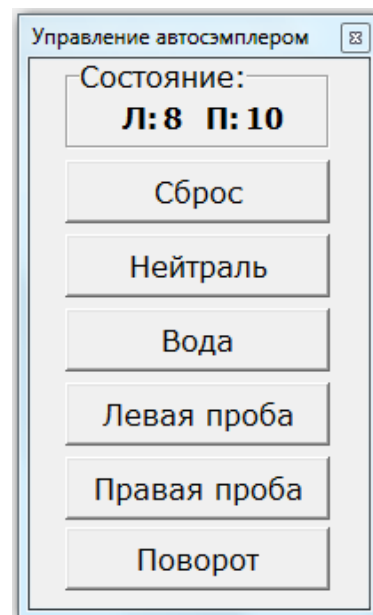 Управление автосэмплером
Состояние:
Л: 8 П: 10
Сброс
Нейтраль
Вода
Левая проба
Правая проба
Поворот